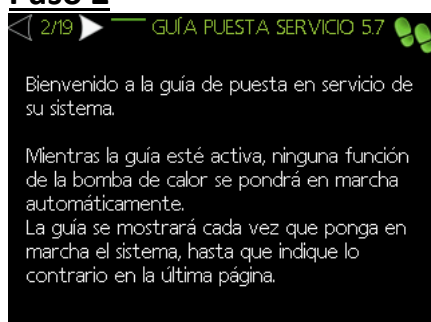 Paso 2
2/19 GUÍA PUESTA SERVICIO 5.7
Bienvenido a la guía de puesta en servicio de
su sistema.
Mientras la guía esté activa, ninguna función
de la bomba de calor se pondrá en marcha
automáticamente.
La guía se mostrará cada vez que ponga en
marcha el sistema, hasta que indique lo
contrario en la última página.